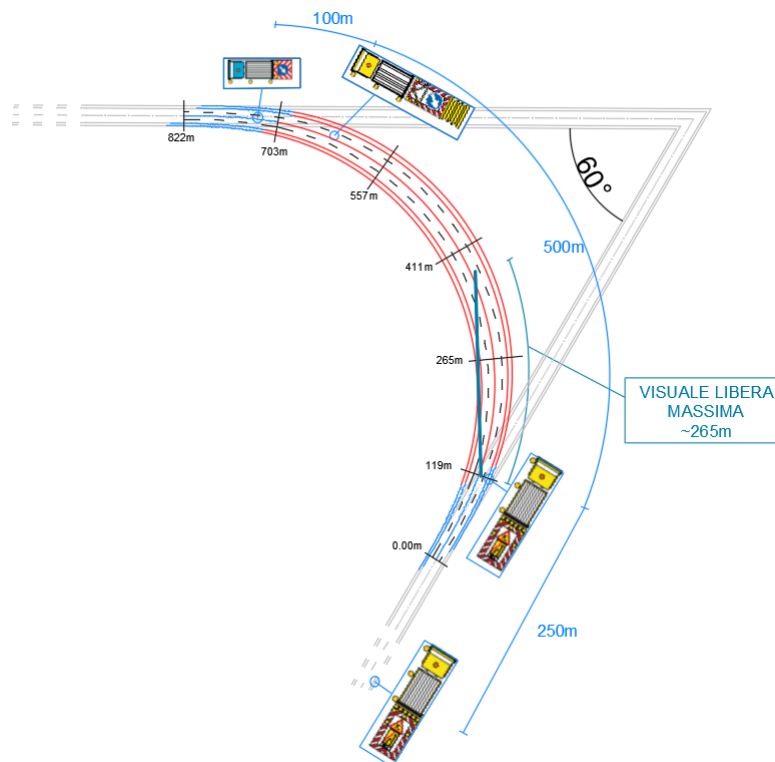 100m
822m
703m
60°
557m
500m
411m
265m
VISUALE LIBERA
MASSIMA
~265m
119m
0.00m
250m